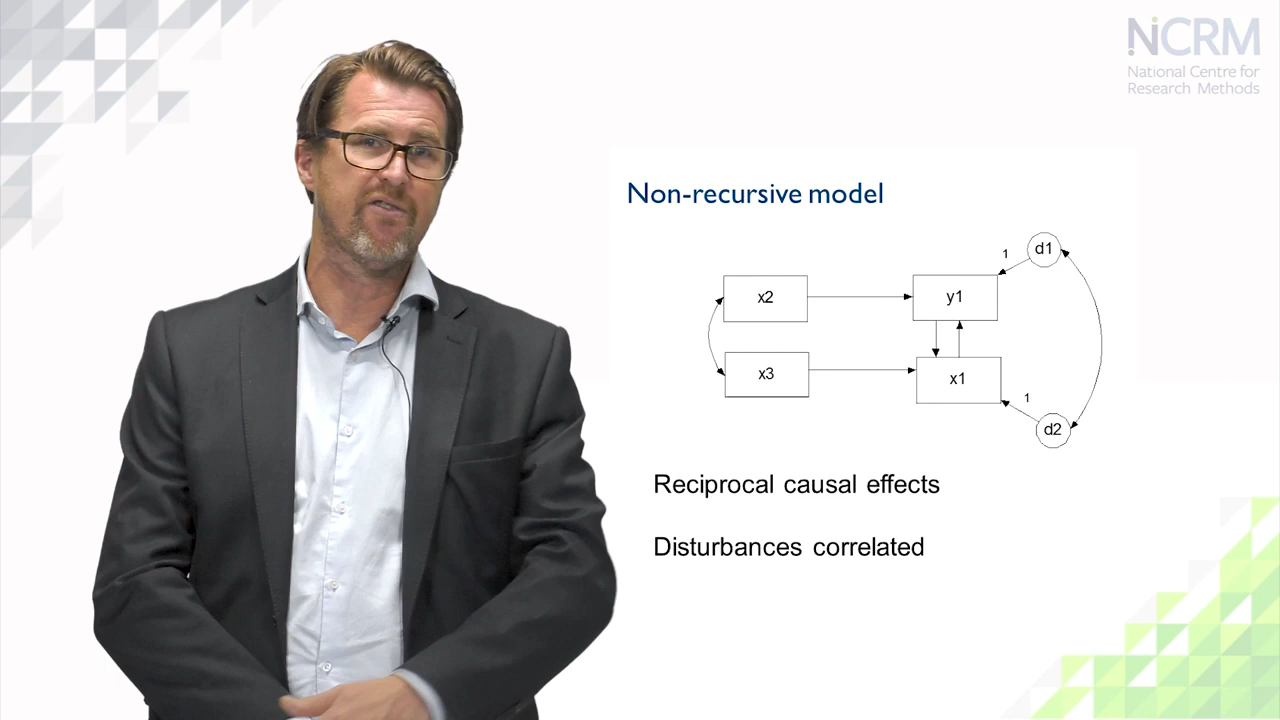 NCRM
National Centre for
Research Methods
Non-recursive model
d1
1
x2
y1
x3
x1
1
d2
Reciprocal causal effects
Disturbances correlated